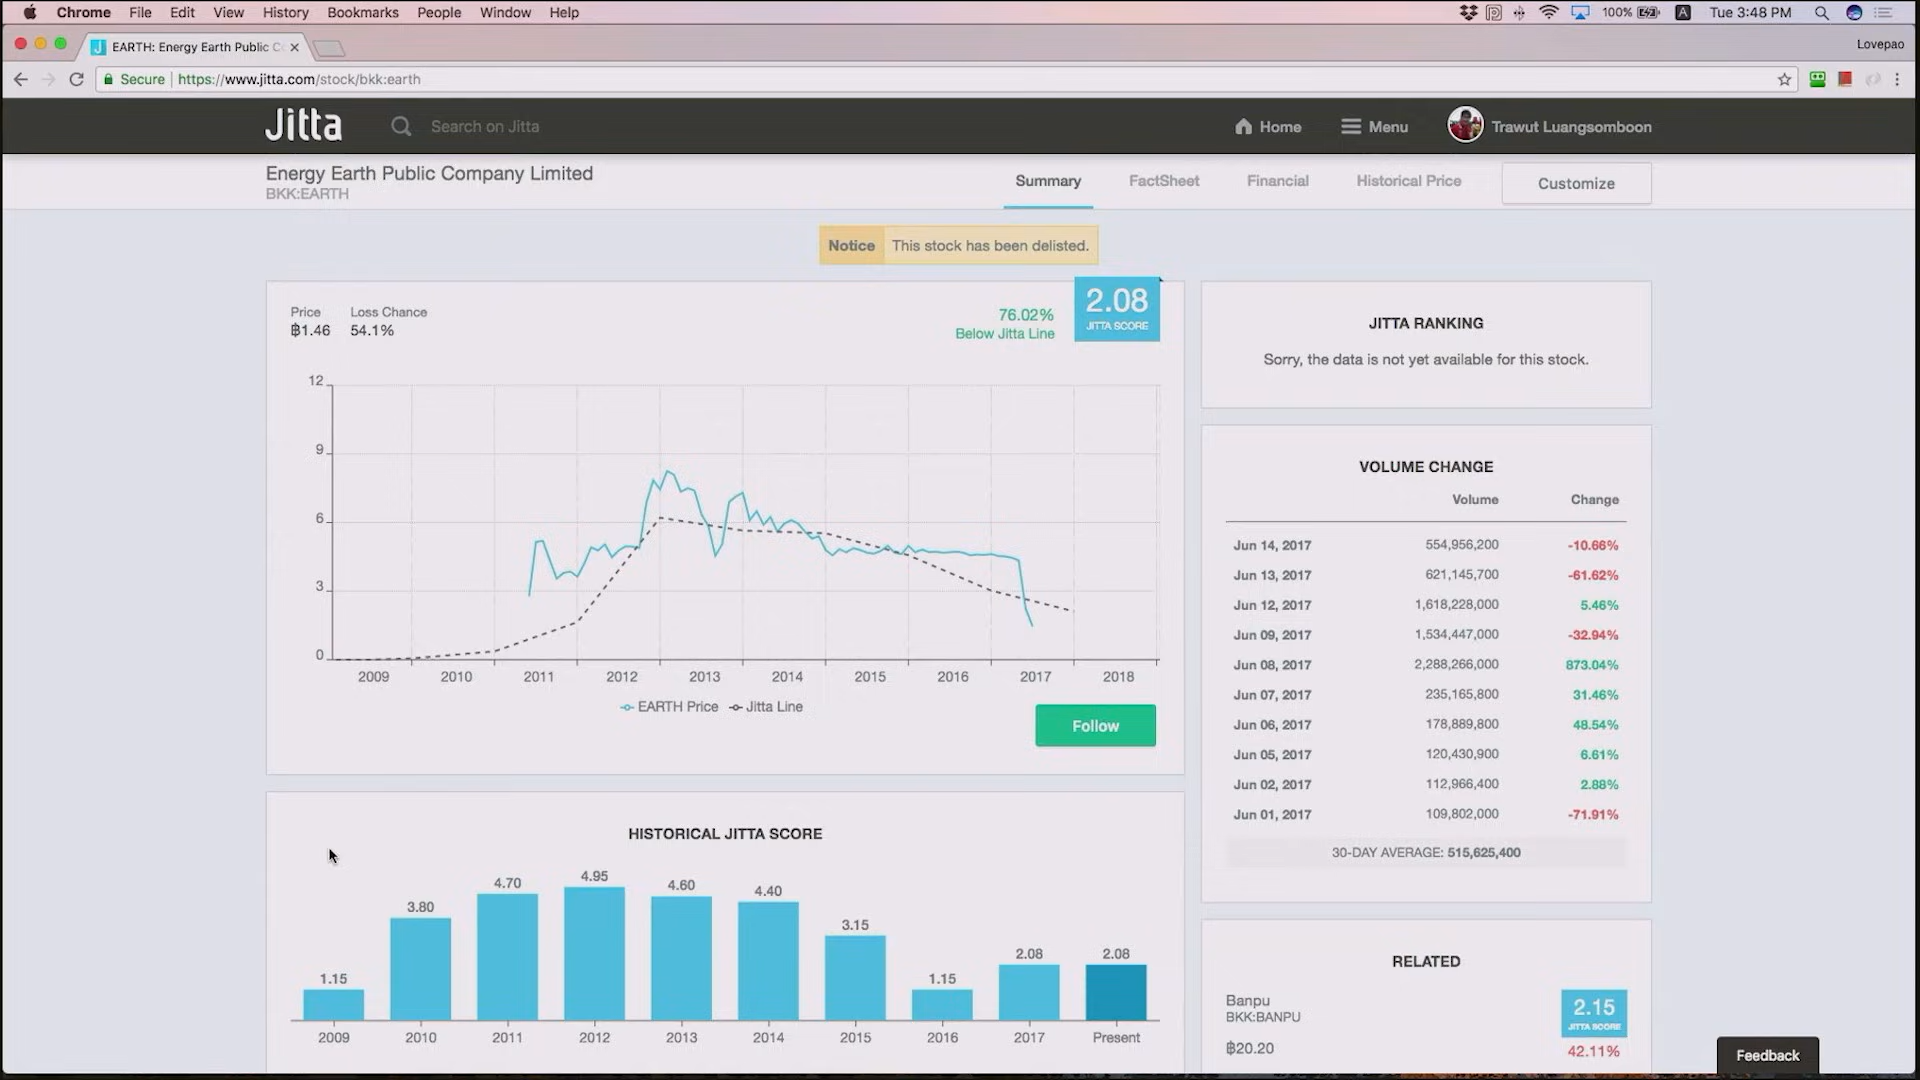 Chrome File Edit View History Bookmarks People Window Help 100% A Tue 3:48 PM
EARTH: Energy Earth Public C
Lovepao
Secure https://www.jitta.com/stock/bkk:earth
Jitta Search on Jitta Home Menu Trawut Luangsomboon
Energy Earth Public Company Limited
BKK:EARTH
Summary FactSheet Financial Historical Price Customize
Notice This stock has been delisted.
Price Loss Chance
฿1.46 54.1%
76.02%
Below Jitta Line
2.08
JITTA SCORE
12
9
6
3
0
2009 2010 2011 2012 2013 2014 2015 2016 2017 2018
EARTH Price Jitta Line
Follow
HISTORICAL JITTA SCORE
1.15 3.80 4.70 4.95 4.60 4.40 3.15 1.15 2.08 2.08
2009 2010 2011 2012 2013 2014 2015 2016 2017 Present
JITTA RANKING
Sorry, the data is not yet available for this stock.
VOLUME CHANGE
Volume Change
Jun 14, 2017 554,956,200 -10.66%
Jun 13, 2017 621,145,700 -61.62%
Jun 12, 2017 1,618,228,000 5.46%
Jun 09, 2017 1,534,447,000 -32.94%
Jun 08, 2017 2,288,266,000 873.04%
Jun 07, 2017 235,165,800 31.46%
Jun 06, 2017 178,889,800 48.54%
Jun 05, 2017 120,430,900 6.61%
Jun 02, 2017 112,966,400 2.88%
Jun 01, 2017 109,802,000 -71.91%
30-DAY AVERAGE: 515,625,400
RELATED
Banpu
BKK:BANPU
฿20.20
2.15
JITTA SCORE
42.11%
Feedback